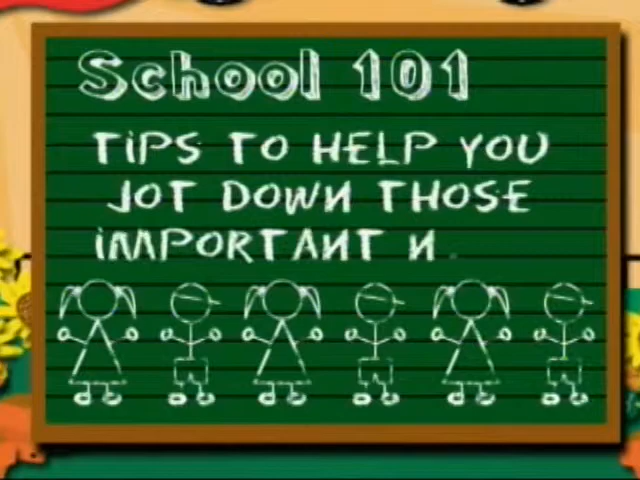 School 101
TiPS TO HELP YOU
JOT DOWN THOSE
iMPORTANT N